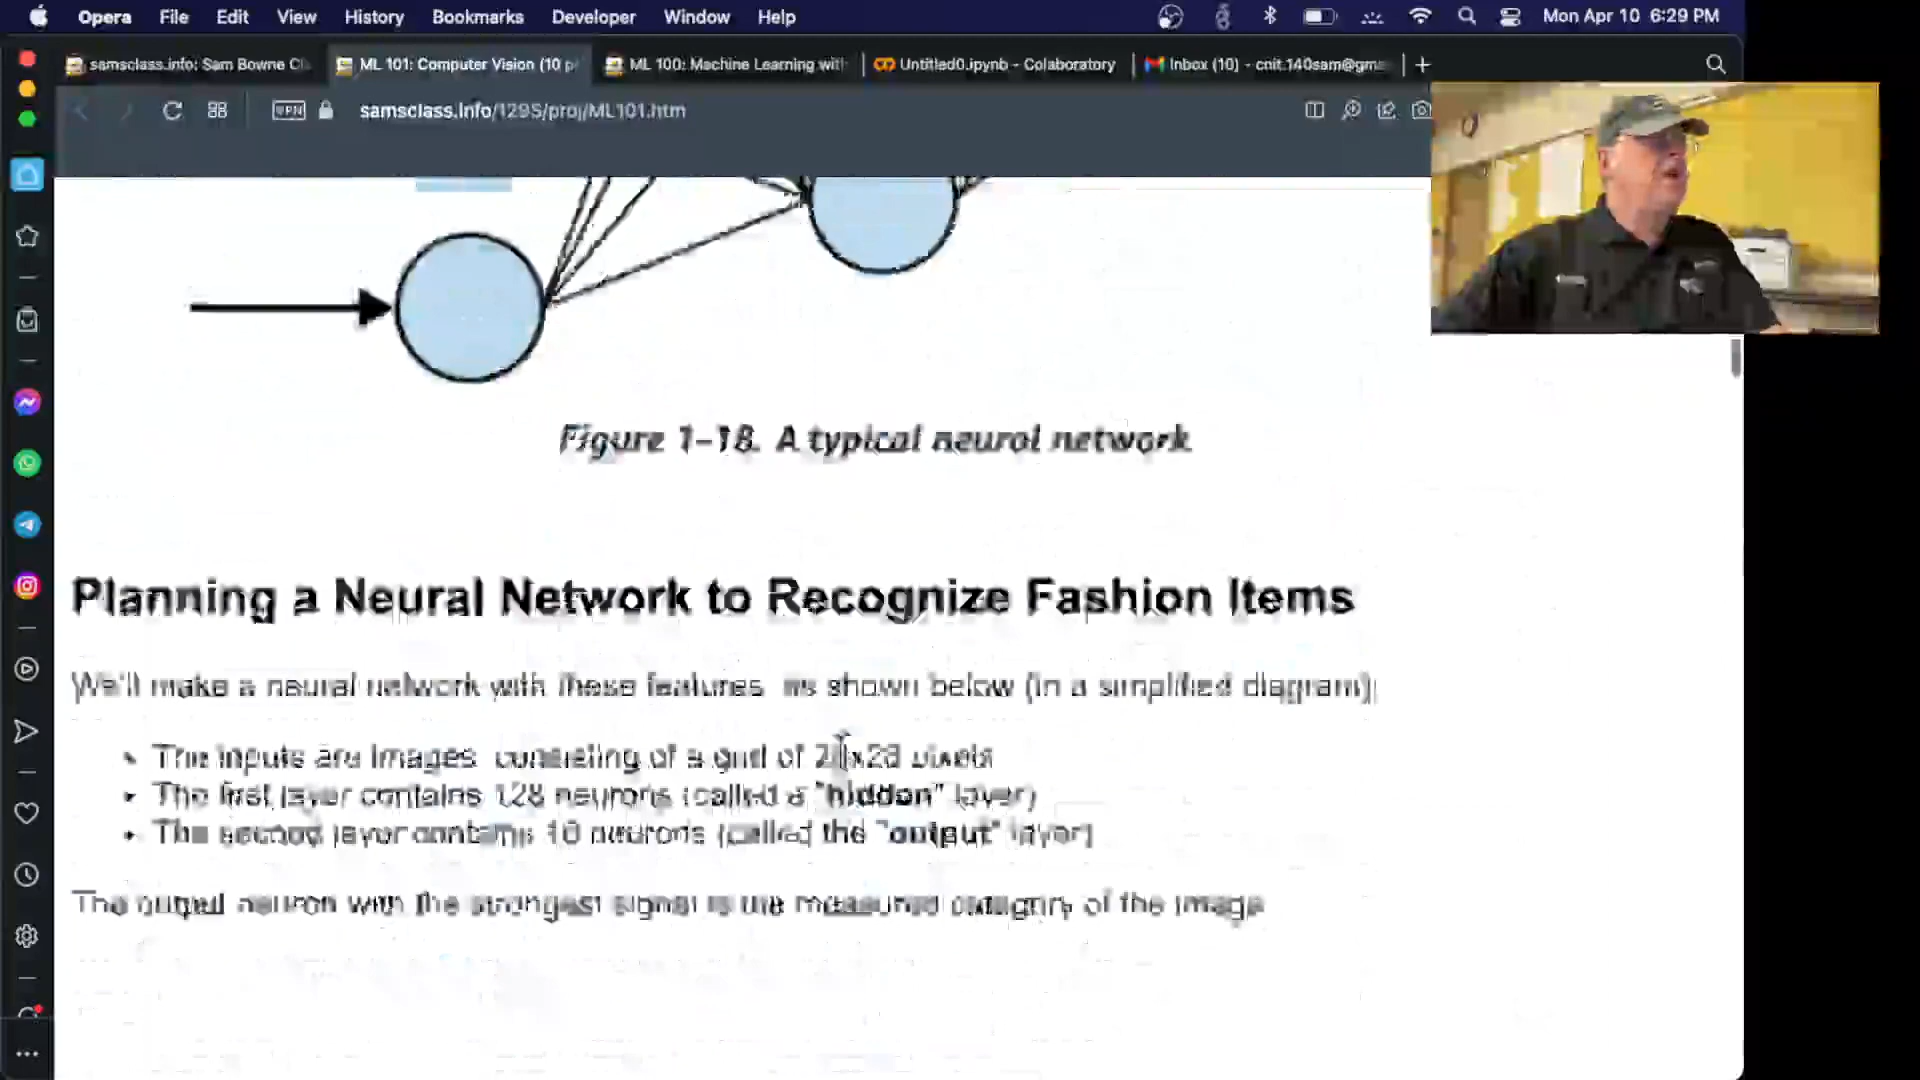 Opera File Edit View History Bookmarks Developer Window Help Mon Apr 10 6:29 PM
samsclass.info: Sam Bowne Cl ML 101: Computer Vision (10 p ML 100: Machine Learning wit Untitled0.ipynb - Colaboratory Inbox (10) - cnit.140sam@gm
VPN samsclass.info/129S/proj/ML101.htm
Figure 1-18. A typical neural network
Planning a Neural Network to Recognize Fashion Items
We'll make a neural network with these features, as shown below (in a simplified diagram):
• The inputs are images, consisting of a grid of 28x28 pixels
• The first layer contains 128 neurons (called a "hidden" layer)
• The second layer contains 10 neurons (called the "output" layer)
The output neuron with the strongest signal is the measured category of the image